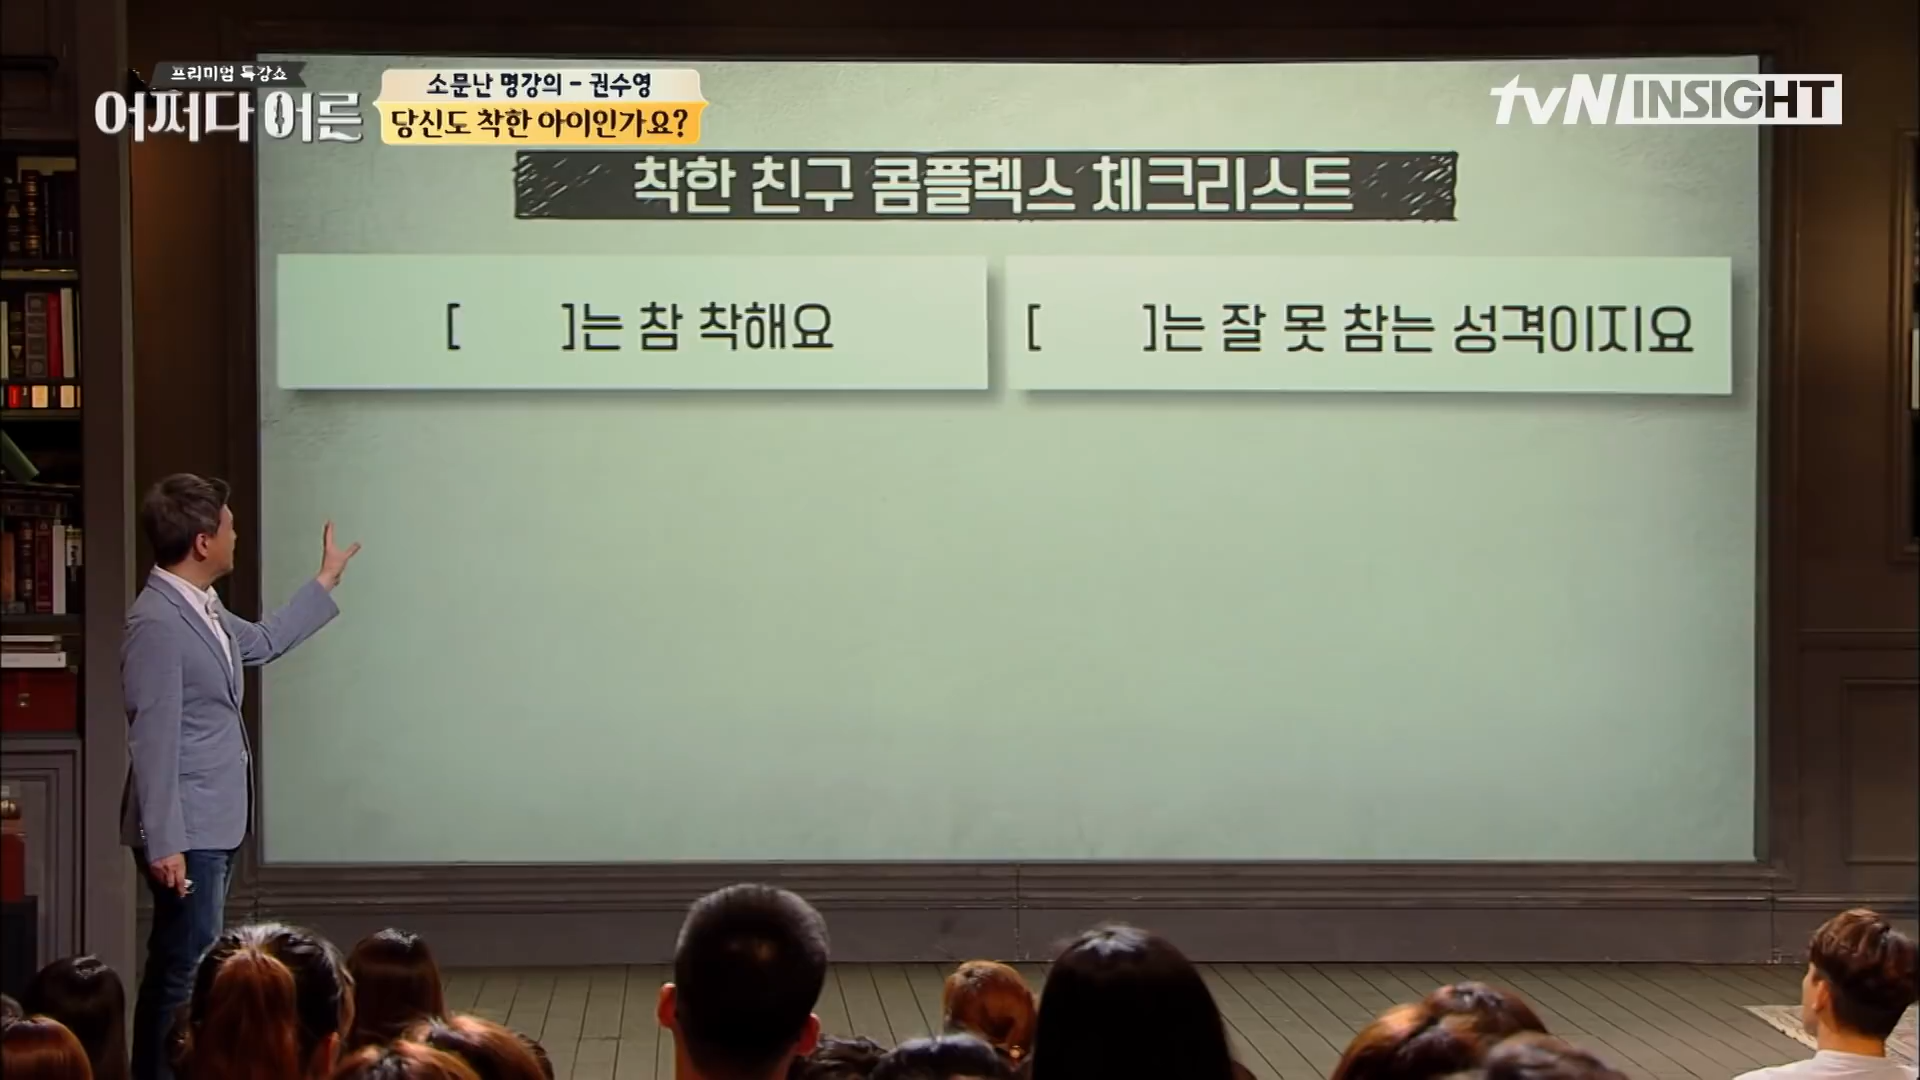 프리미엄 특강쇼
어쩌다 어른
소문난 명강의 - 권수영
당신도 착한 아이인가요?
tvN INSIGHT
착한 친구 콤플렉스 체크리스트
[ ]는 참 착해요
[ ]는 잘 못 참는 성격이지요